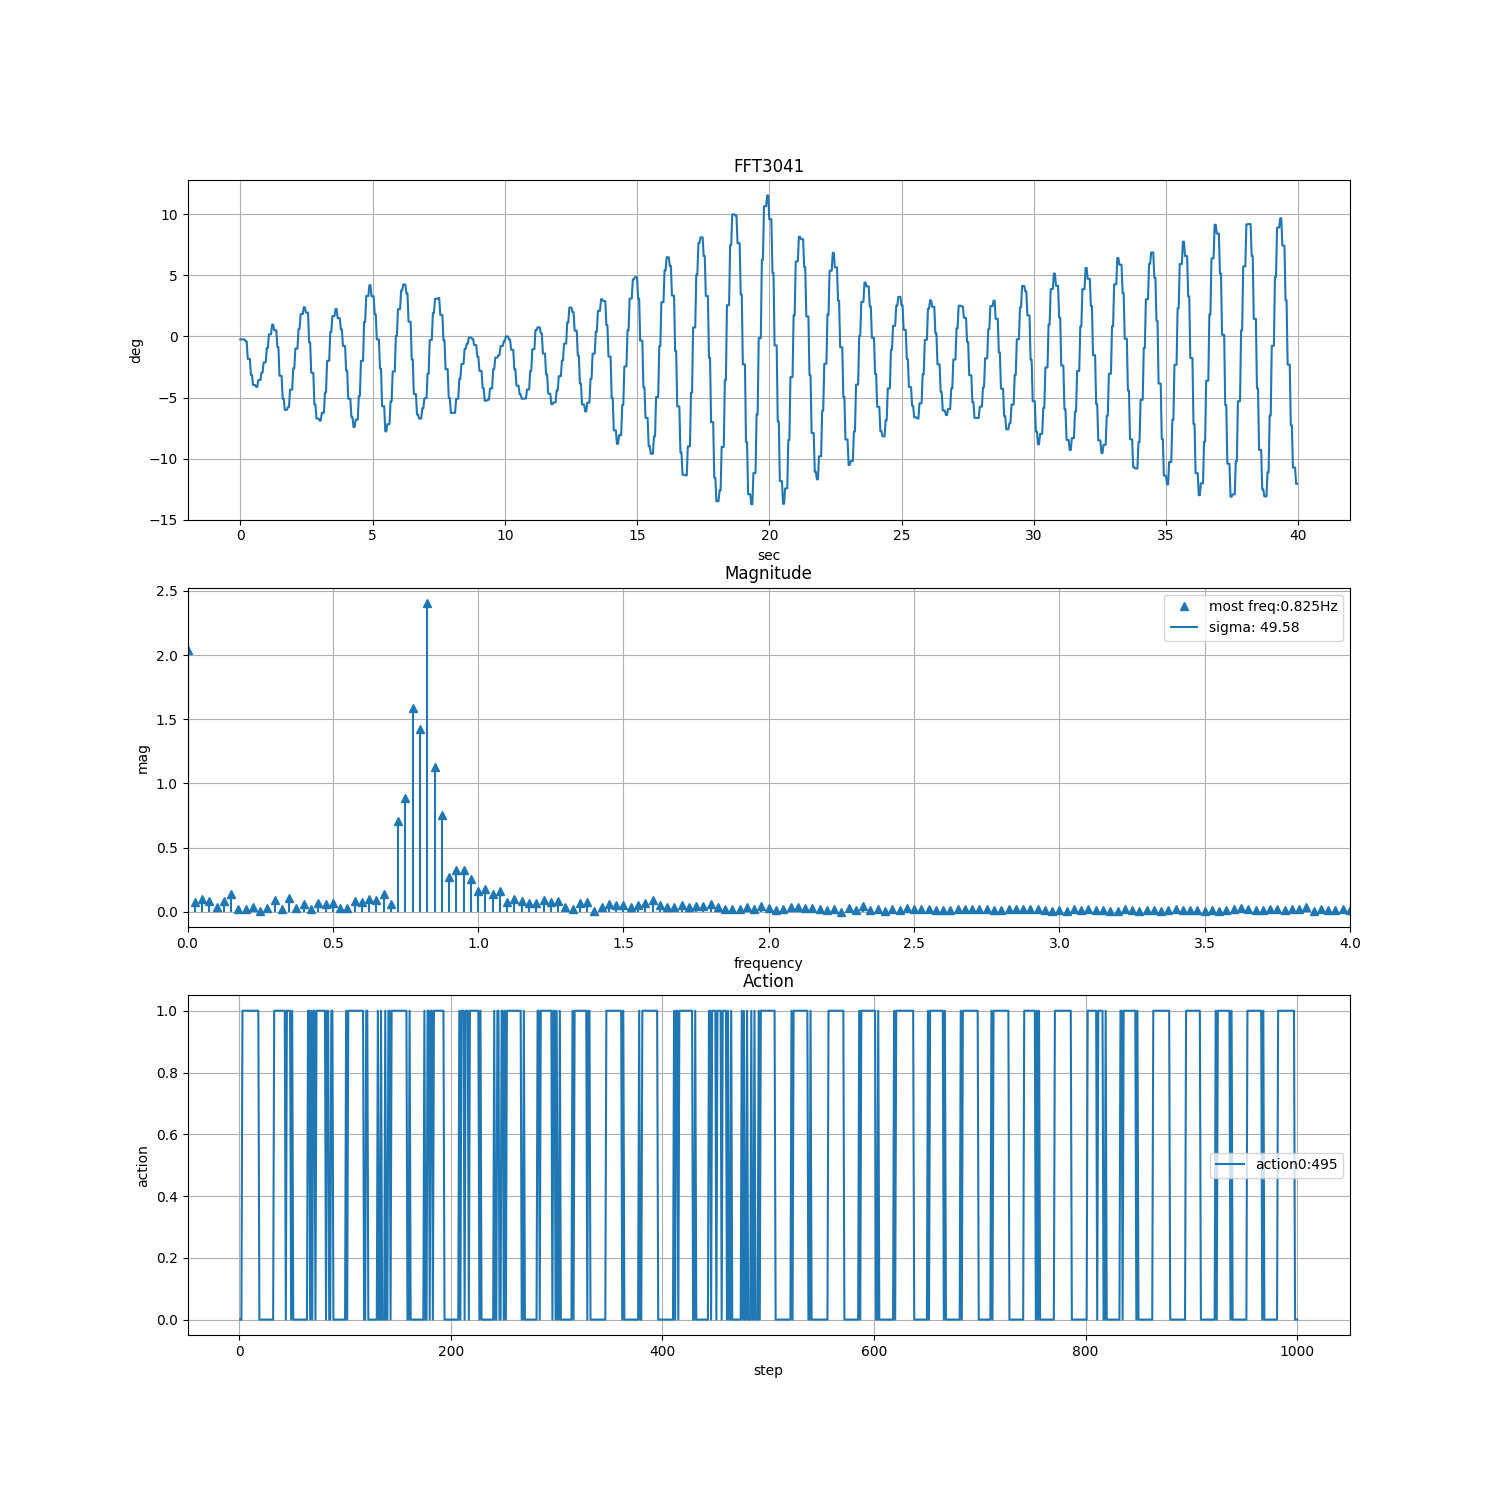 FFT3041
deg
10
5
0
−5
−10
−15
0 5 10 15 20 25 30 35 40
sec
Magnitude
mag
2.5
2.0
1.5
1.0
0.5
0.0
most freq:0.825Hz
sigma: 49.58
0.0 0.5 1.0 1.5 2.0 2.5 3.0 3.5 4.0
frequency
Action
action
1.0
0.8
0.6
0.4
0.2
0.0
action0:495
0 200 400 600 800 1000
step